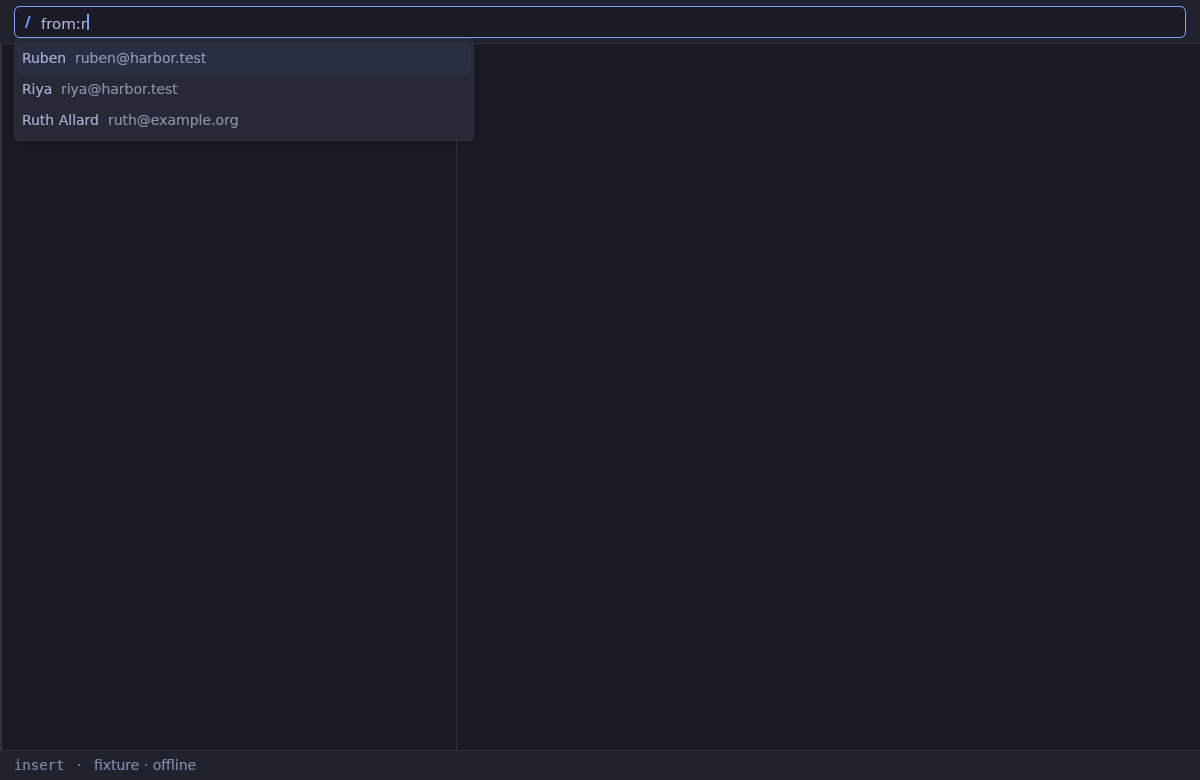 / from:r
Ruben ruben@harbor.test
Riya riya@harbor.test
Ruth Allard ruth@example.org
insert · fixture · offline